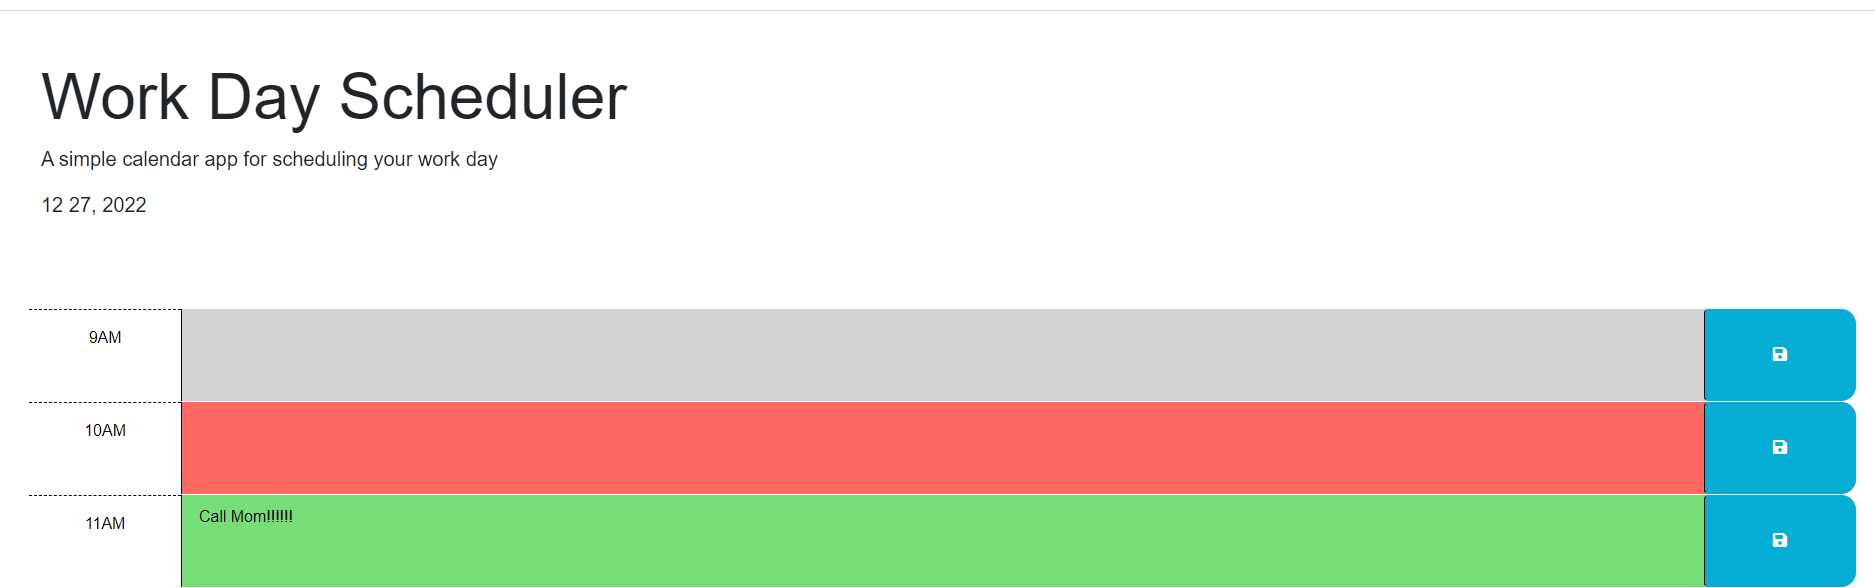 Work Day Scheduler
A simple calendar app for scheduling your work day
12 27, 2022
9AM
10AM
11AM
Call Mom!!!!!!